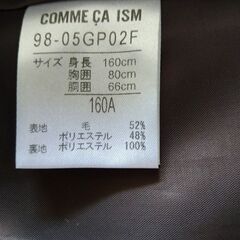 COMME ÇA ISM
98-05GP02F
サイズ 身長 160cm
胸囲 80cm
胴囲 66cm
160A
表地 毛 52%
ポリエステル 48%
裏地 ポリエステル 100%